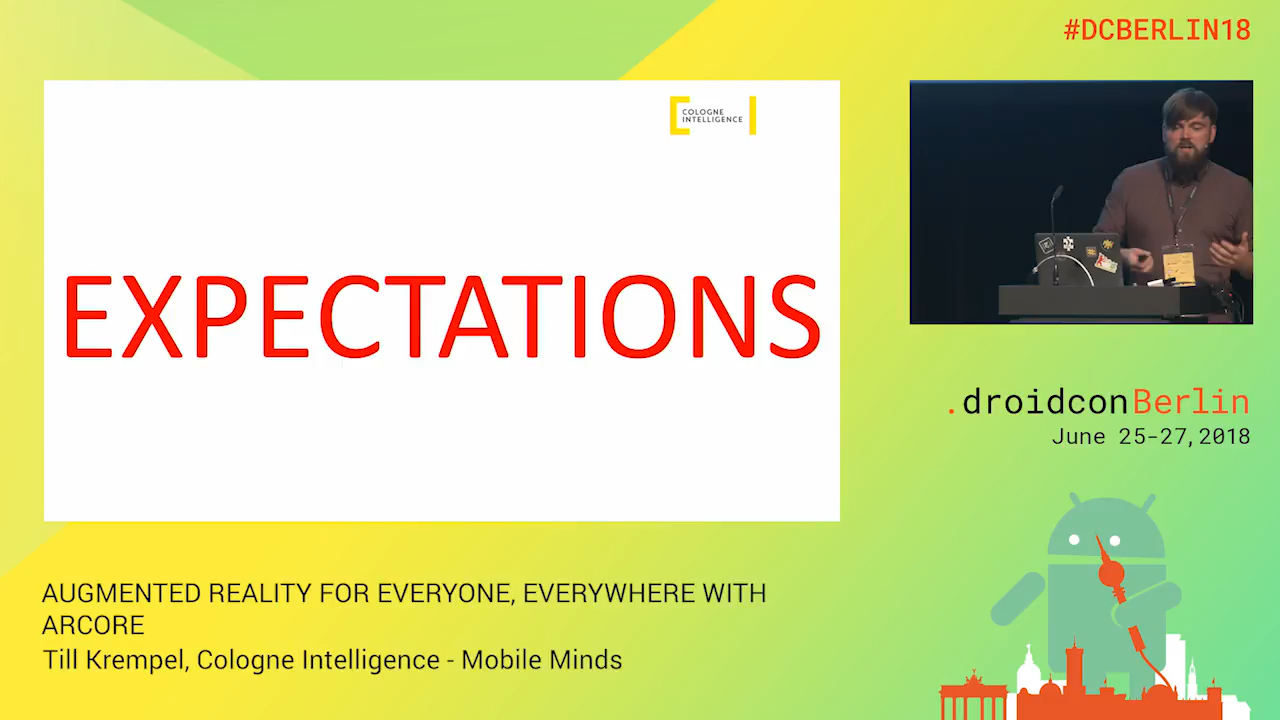 #DCBERLIN18
COLOGNE
INTELLIGENCE
EXPECTATIONS
.droidconBerlin
June 25-27, 2018
AUGMENTED REALITY FOR EVERYONE, EVERYWHERE WITH
ARCORE
Till Krempel, Cologne Intelligence - Mobile Minds